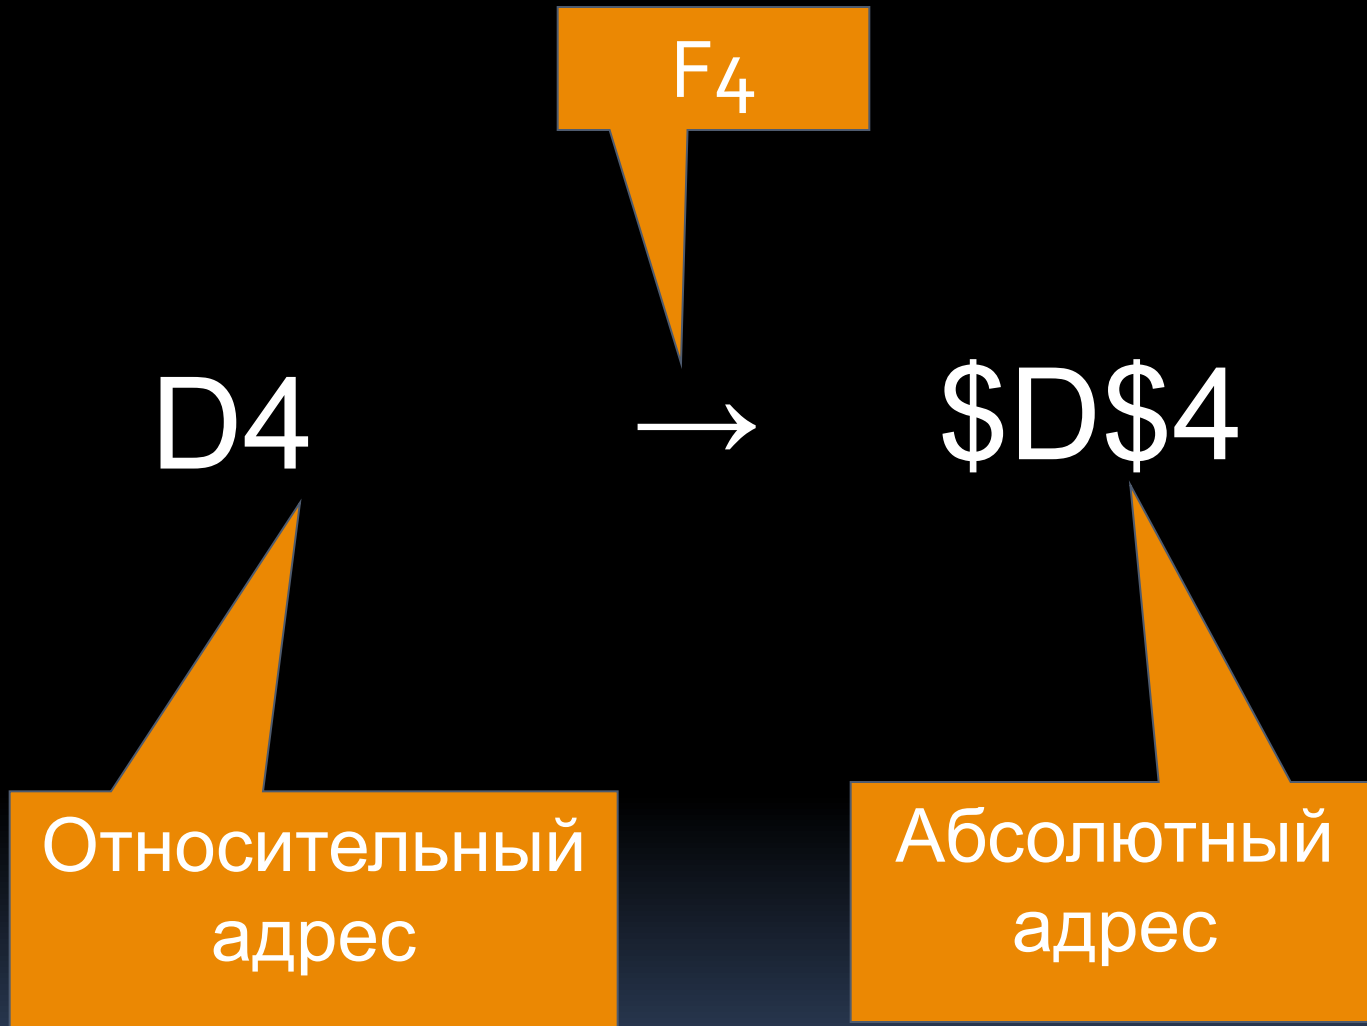 F4
D4 → $D$4
Относительный
адрес
Абсолютный
адрес